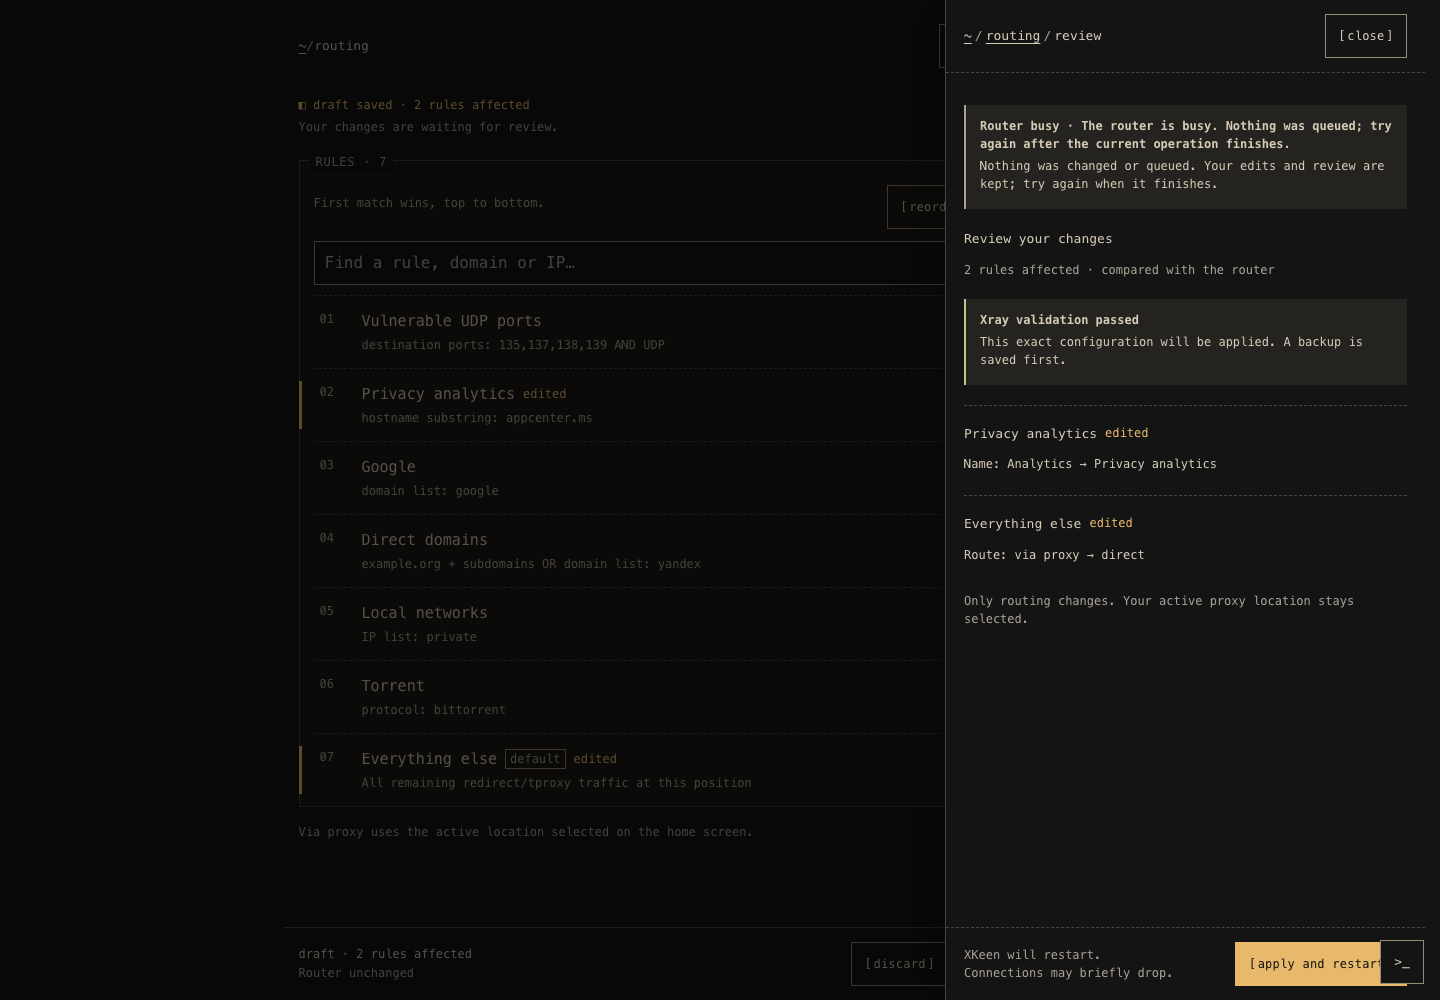 ~/routing
◧ draft saved · 2 rules affected
Your changes are waiting for review.
RULES · 7
First match wins, top to bottom.
[reord
Find a rule, domain or IP…
01 Vulnerable UDP ports
destination ports: 135,137,138,139 AND UDP
02 Privacy analytics edited
hostname substring: appcenter.ms
03 Google
domain list: google
04 Direct domains
example.org + subdomains OR domain list: yandex
05 Local networks
IP list: private
06 Torrent
protocol: bittorrent
07 Everything else default edited
All remaining redirect/tproxy traffic at this position
Via proxy uses the active location selected on the home screen.
draft · 2 rules affected
Router unchanged
[discard]
~/routing/review
[close]
Router busy · The router is busy. Nothing was queued; try
again after the current operation finishes.
Nothing was changed or queued. Your edits and review are
kept; try again when it finishes.
Review your changes
2 rules affected · compared with the router
Xray validation passed
This exact configuration will be applied. A backup is
saved first.
Privacy analytics edited
Name: Analytics → Privacy analytics
Everything else edited
Route: via proxy → direct
Only routing changes. Your active proxy location stays
selected.
XKeen will restart.
Connections may briefly drop.
[apply and restart
>_